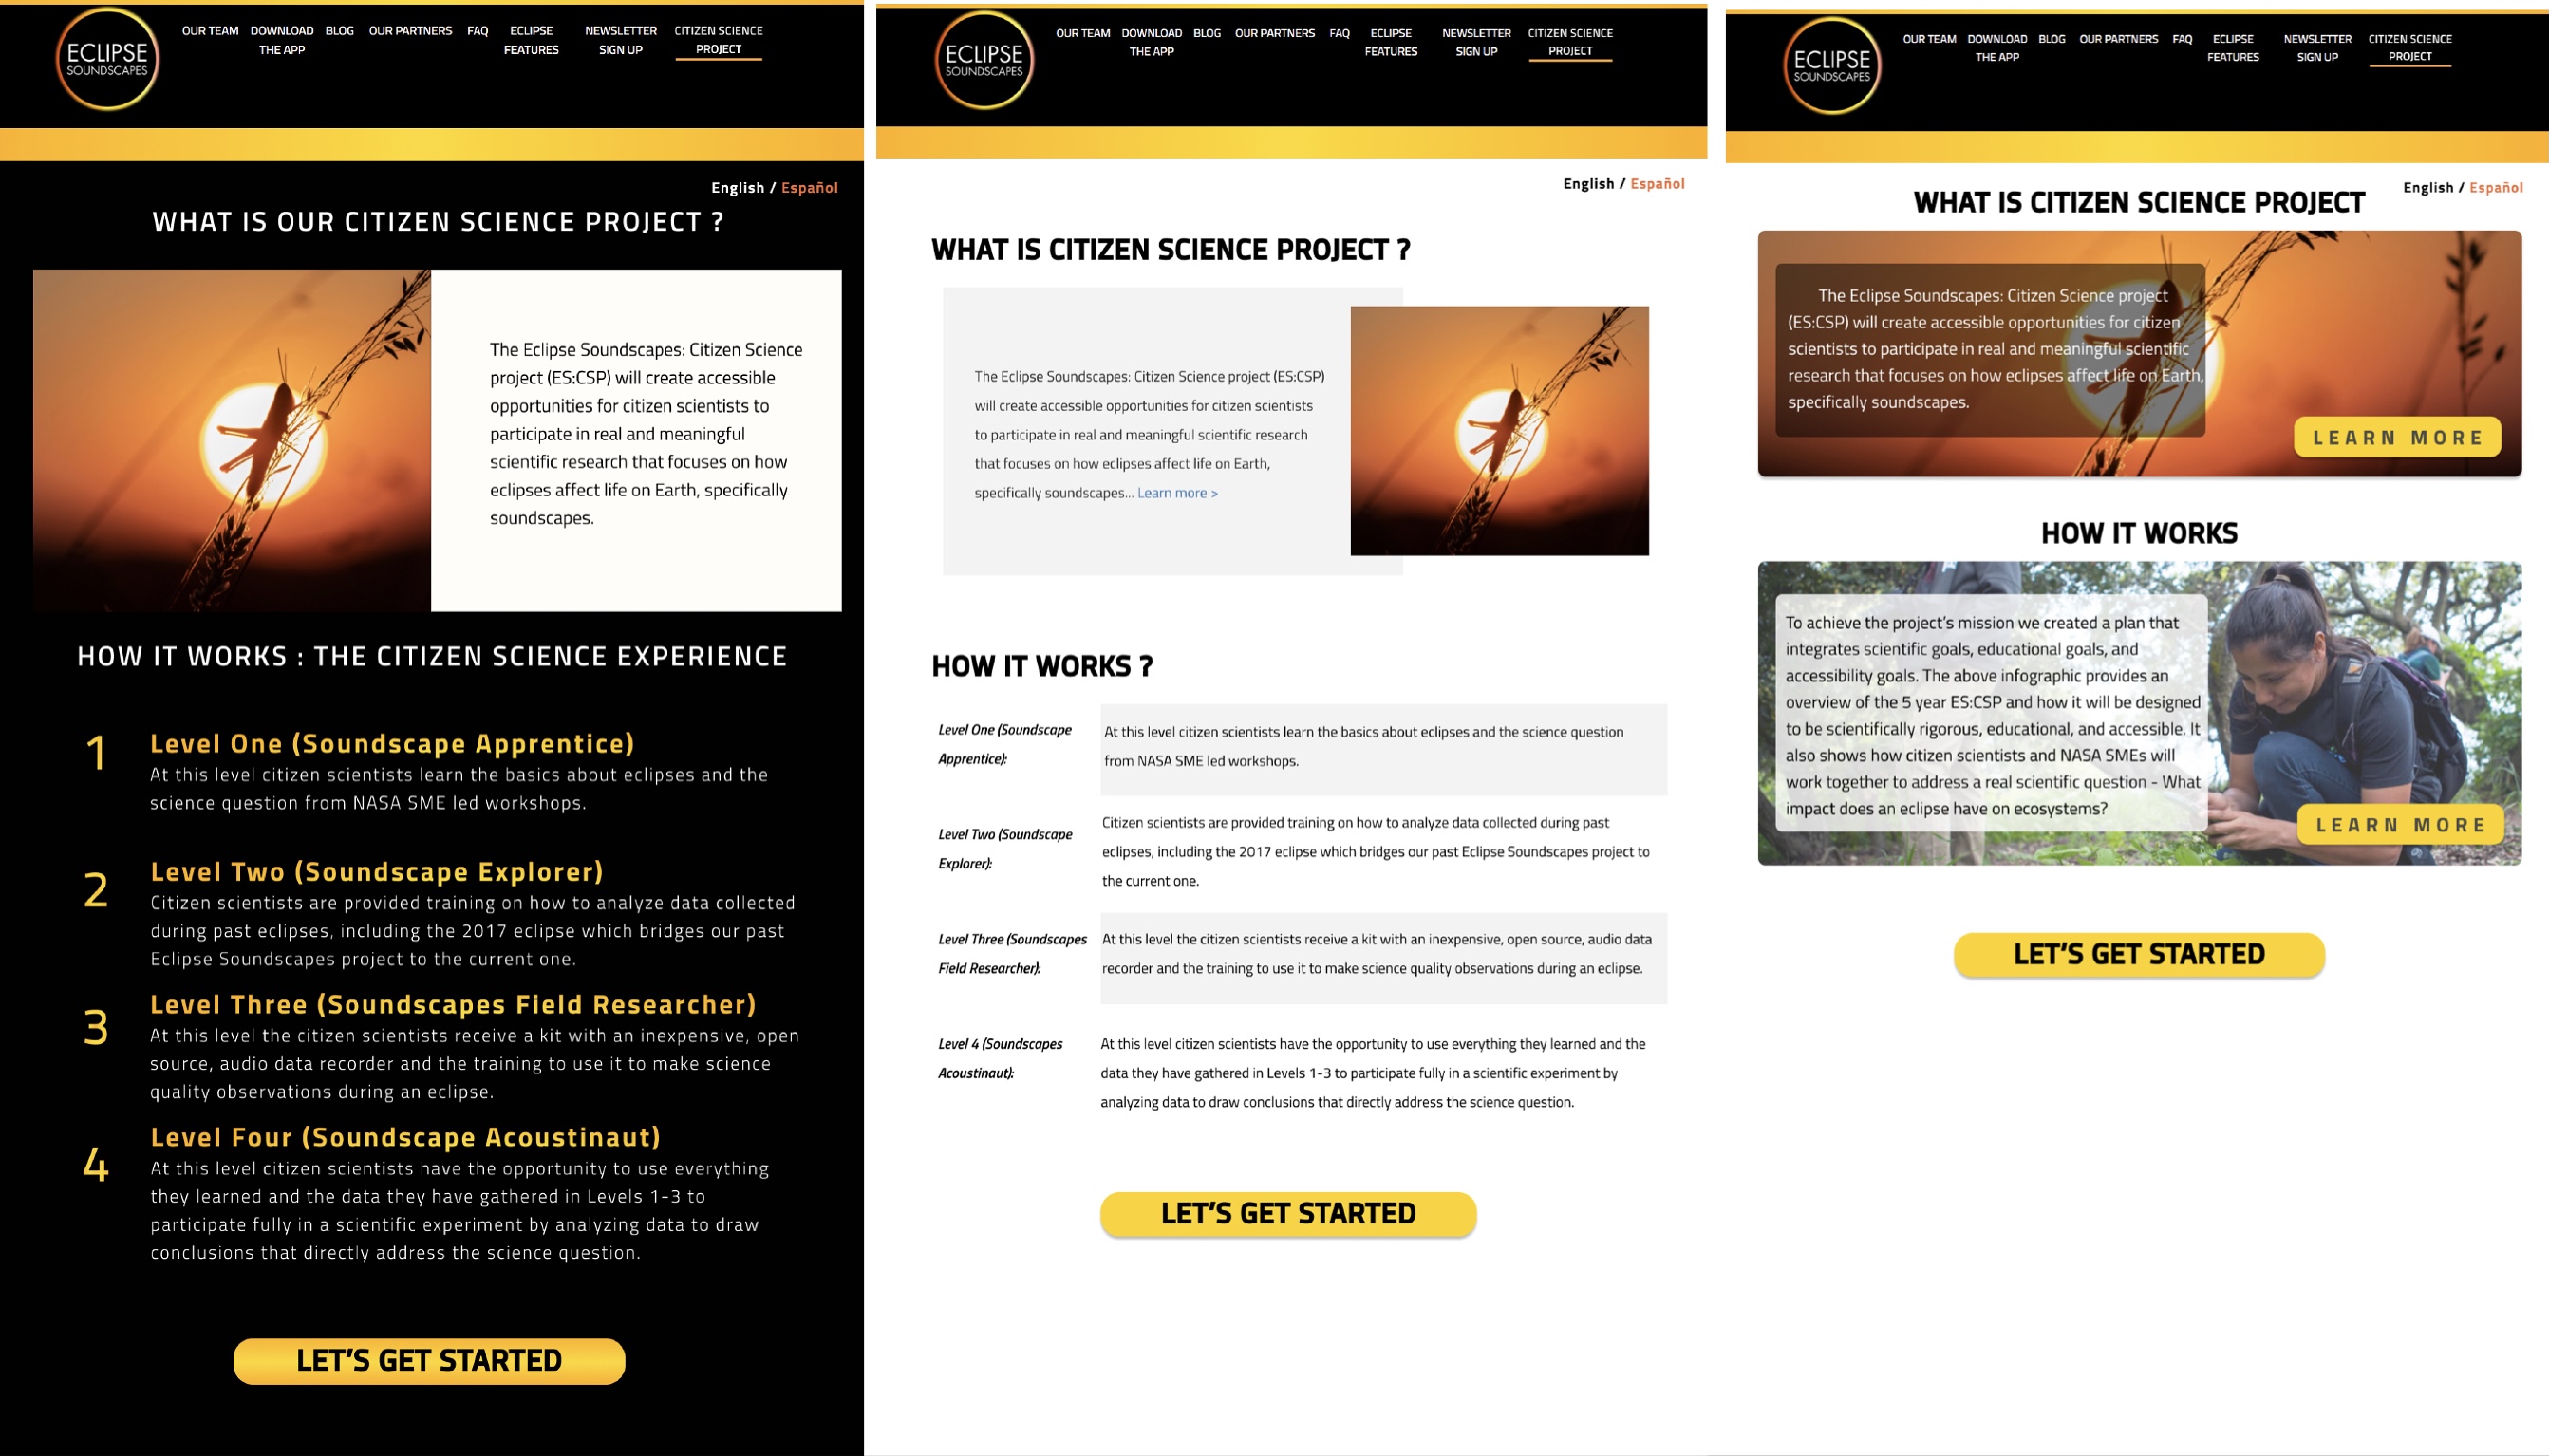 ECLIPSE
SOUNDSCAPES
OUR TEAM
DOWNLOAD
THE APP
BLOG
OUR PARTNERS
FAQ
ECLIPSE
FEATURES
NEWSLETTER
SIGN UP
CITIZEN SCIENCE
PROJECT
English / Español
WHAT IS OUR CITIZEN SCIENCE PROJECT ?
The Eclipse Soundscapes: Citizen Science
project (ES:CSP) will create accessible
opportunities for citizen scientists to
participate in real and meaningful
scientific research that focuses on how
eclipses affect life on Earth, specifically
soundscapes.
HOW IT WORKS : THE CITIZEN SCIENCE EXPERIENCE
1
Level One (Soundscape Apprentice)
At this level citizen scientists learn the basics about eclipses and the
science question from NASA SME led workshops.
2
Level Two (Soundscape Explorer)
Citizen scientists are provided training on how to analyze data collected
during past eclipses, including the 2017 eclipse which bridges our past
Eclipse Soundscapes project to the current one.
3
Level Three (Soundscapes Field Researcher)
At this level the citizen scientists receive a kit with an inexpensive, open
source, audio data recorder and the training to use it to make science
quality observations during an eclipse.
4
Level Four (Soundscape Acoustinaut)
At this level citizen scientists have the opportunity to use everything
they learned and the data they have gathered in Levels 1-3 to
participate fully in a scientific experiment by analyzing data to draw
conclusions that directly address the science question.
LET'S GET STARTED
ECLIPSE
SOUNDSCAPES
OUR TEAM
DOWNLOAD
THE APP
BLOG
OUR PARTNERS
FAQ
ECLIPSE
FEATURES
NEWSLETTER
SIGN UP
CITIZEN SCIENCE
PROJECT
English / Español
WHAT IS CITIZEN SCIENCE PROJECT ?
The Eclipse Soundscapes: Citizen Science project (ES:CSP)
will create accessible opportunities for citizen scientists
to participate in real and meaningful scientific research
that focuses on how eclipses affect life on Earth,
specifically soundscapes... Learn more >
HOW IT WORKS ?
Level One (Soundscape
Apprentice):
At this level citizen scientists learn the basics about eclipses and the science question
from NASA SME led workshops.
Level Two (Soundscape
Explorer):
Citizen scientists are provided training on how to analyze data collected during past
eclipses, including the 2017 eclipse which bridges our past Eclipse Soundscapes project to
the current one.
Level Three (Soundscapes
Field Researcher):
At this level the citizen scientists receive a kit with an inexpensive, open source, audio data
recorder and the training to use it to make science quality observations during an eclipse.
Level 4 (Soundscapes
Acoustinaut):
At this level citizen scientists have the opportunity to use everything they learned and the
data they have gathered in Levels 1-3 to participate fully in a scientific experiment by
analyzing data to draw conclusions that directly address the science question.
LET'S GET STARTED
ECLIPSE
SOUNDSCAPES
OUR TEAM
DOWNLOAD
THE APP
BLOG
OUR PARTNERS
FAQ
ECLIPSE
FEATURES
NEWSLETTER
SIGN UP
CITIZEN SCIENCE
PROJECT
English / Español
WHAT IS CITIZEN SCIENCE PROJECT
The Eclipse Soundscapes: Citizen Science project
(ES:CSP) will create accessible opportunities for citizen
scientists to participate in real and meaningful scientific
research that focuses on how eclipses affect life on Earth,
specifically soundscapes.
LEARN MORE
HOW IT WORKS
To achieve the project's mission we created a plan that
integrates scientific goals, educational goals, and
accessibility goals. The above infographic provides an
overview of the 5 year ES:CSP and how it will be designed
to be scientifically rigorous, educational, and accessible. It
also shows how citizen scientists and NASA SMEs will
work together to address a real scientific question - What
impact does an eclipse have on ecosystems?
LEARN MORE
LET'S GET STARTED